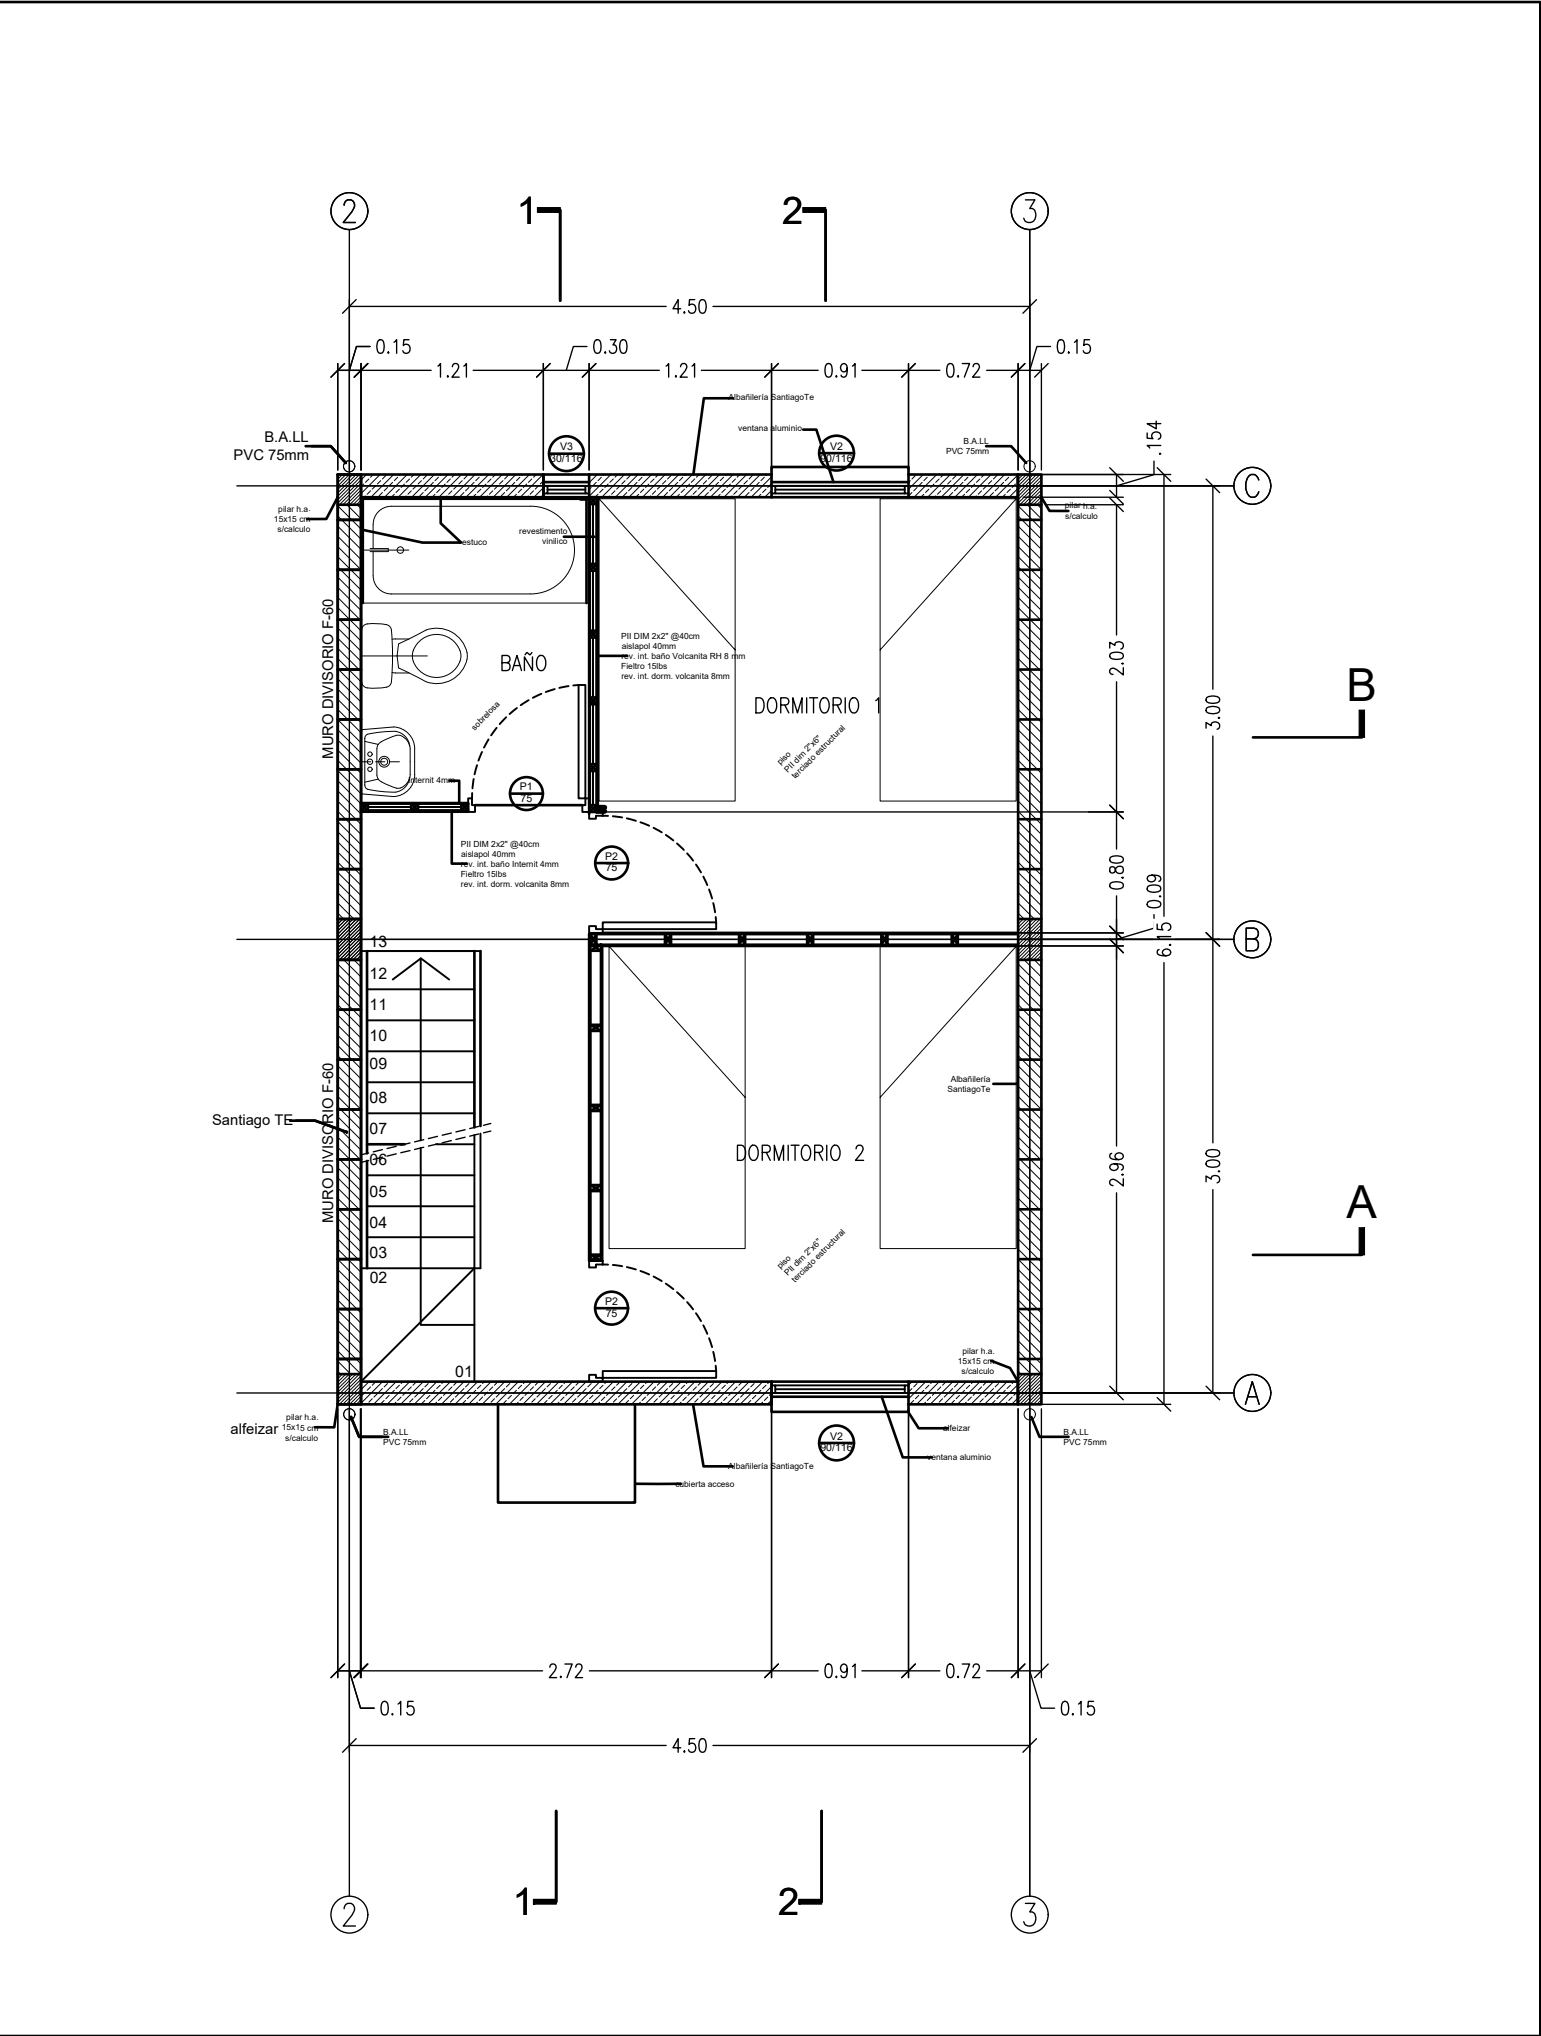 2
1
2
3
4.50
0.15
0.30
0.15
1.21
1.21
0.91
0.72
Albañilería SantiagoTe
ventana aluminio
B.A.LL
PVC 75mm
V3
30/116
V2
90/116
B.A.LL
PVC 75mm
.154
C
pilar h.a.
15x15 cm
s/calculo
estuco
revestimento
vinilico
pilar h.a.
s/calculo
MURO DIVISORIO F-60
PII DIM 2x2" @40cm
aislapol 40mm
rev. int. baño Volcanita RH 8 mm
Fieltro 15lbs
rev. int. dorm. volcanita 8mm
BAÑO
2.03
B
DORMITORIO 1
sobrelosa
piso
PII dim 2"x6"
terciado estructural
3.00
internit 4mm
P1
75
PII DIM 2x2" @40cm
aislapol 40mm
rev. int. baño Internit 4mm
Fieltro 15lbs
rev. int. dorm. volcanita 8mm
P2
75
0.80
0.09
6.15
B
13
12
11
10
09
08
07
06
05
04
03
02
01
Albañilería
SantiagoTe
Santiago TE
MURO DIVISORIO F-60
DORMITORIO 2
2.96
3.00
A
piso
PII dim 2"x6"
terciado estructural
P2
75
pilar h.a.
15x15 cm
s/calculo
A
alfeizar
pilar h.a.
15x15 cm
s/calculo
B.A.LL
PVC 75mm
V2
90/116
alfeizar
ventana aluminio
B.A.LL
PVC 75mm
Albañilería SantiagoTe
cubierta acceso
2.72
0.91
0.72
0.15
0.15
4.50
1
2
2
3